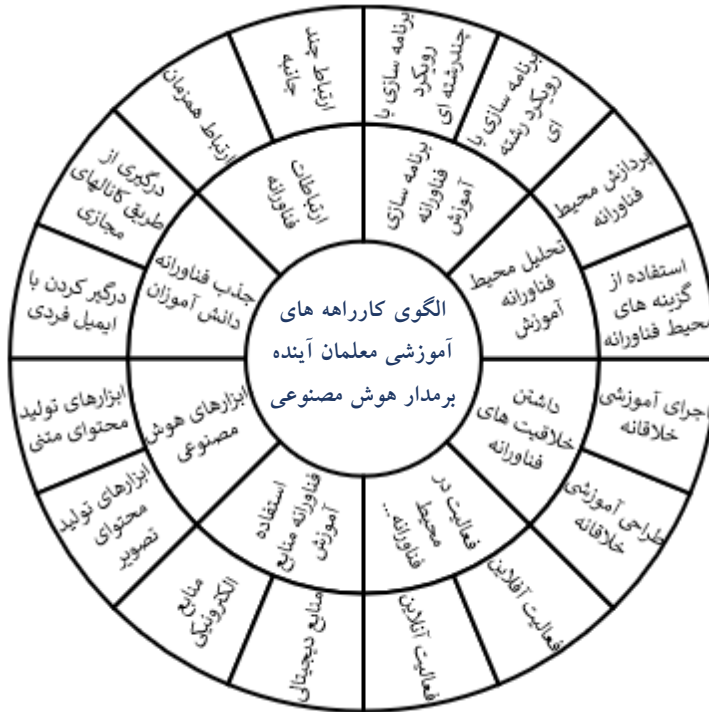 الگوی کارراهه های
آموزشی معلمان آینده
برمدار هوش مصنوعی
برنامه سازی
فناورانه
آموزش
تحلیل محیط
فناورانه
آموزش
داشتن
خلاقیت های
فناورانه
فعالیت در
محیط
فناورانه...
استفاده
فناورانه منابع
آموزش
ابزارهای هوش
مصنوعی
جذب فناورانه
دانش آموزان
ارتباطات
فناورانه
برنامه سازی با
رویکرد
چندرشته ای
برنامه سازی با
رویکرد رشته
ای
پردازش محیط
فناورانه
استفاده از
گزینه های
محیط فناورانه
اجرای آموزشی
خلاقانه
طراحی آموزشی
خلاقانه
فعالیت آفلاین
فعالیت آنلاین
منابع دیجیتالی
منابع
الکترونیکی
ابزارهای تولید
محتوای
تصویر
ابزارهای تولید
محتوای متنی
درگیر کردن با
ایمیل فردی
درگیری از
طریق کانالهای
مجازی
ارتباط همزمان
ارتباط چند
جانبه